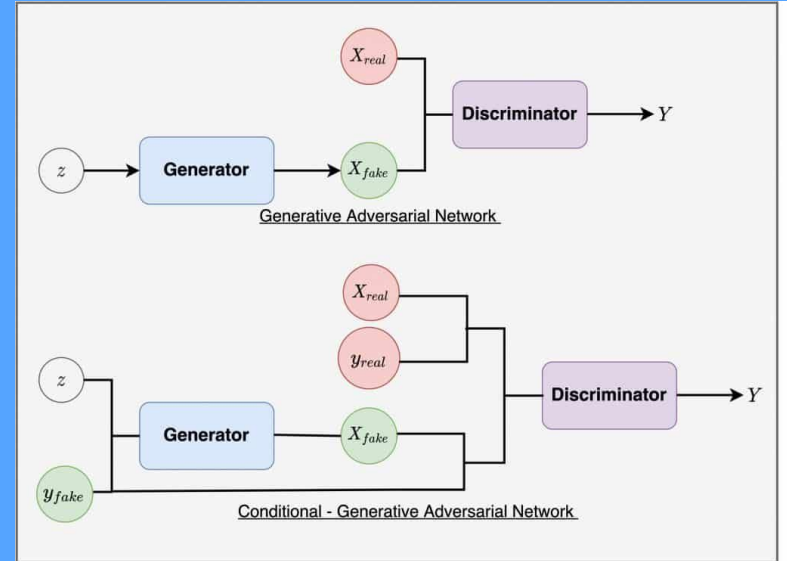 X_real
Discriminator
Y
z
Generator
X_fake
Generative Adversarial Network
X_real
y_real
z
Discriminator
Y
Generator
X_fake
y_fake
Conditional - Generative Adversarial Network